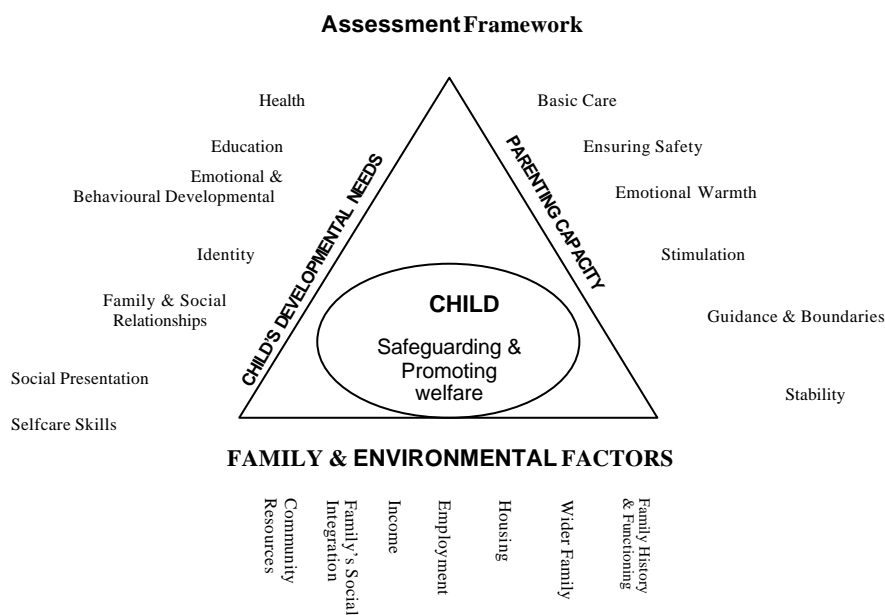 Assessment Framework
Health
Education
Emotional &
Behavioural Developmental
Identity
Family & Social
Relationships
Social Presentation
Selfcare Skills
CHILD'S DEVELOPMENTAL NEEDS
Basic Care
Ensuring Safety
Emotional Warmth
Stimulation
Guidance & Boundaries
Stability
PARENTING CAPACITY
CHILD
Safeguarding &
Promoting
welfare
FAMILY & ENVIRONMENTAL FACTORS
Community
Resources
Family's Social
Integration
Income
Employment
Housing
Wider Family
Family History
& Functioning